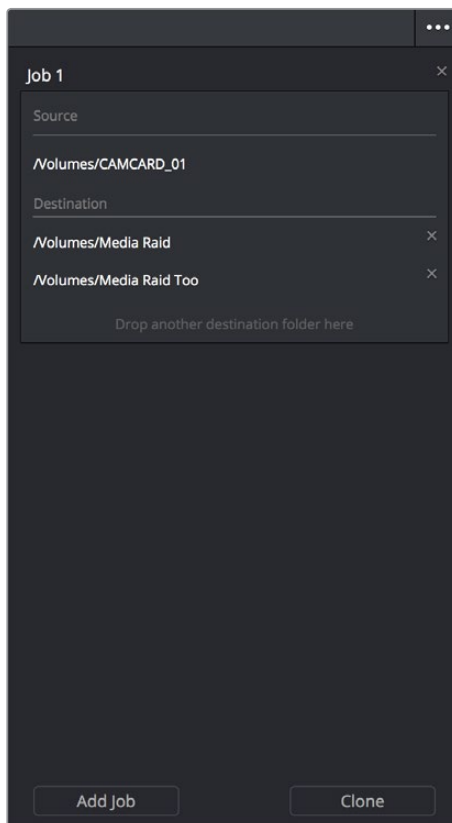 Job 1
Source
/Volumes/CAMCARD_01
Destination
/Volumes/Media Raid
/Volumes/Media Raid Too
Drop another destination folder here
Add Job
Clone